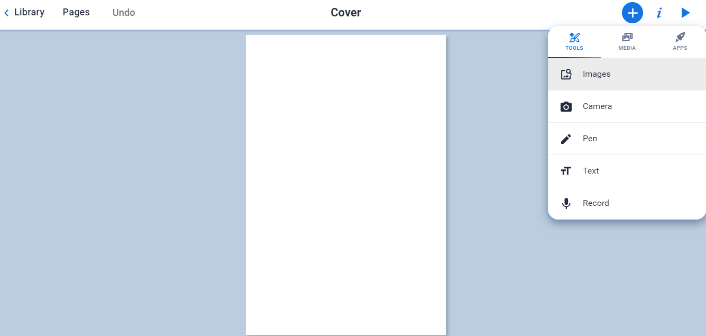 Library Pages Undo Cover
TOOLS MEDIA APPS
Images
Camera
Pen
Text
Record